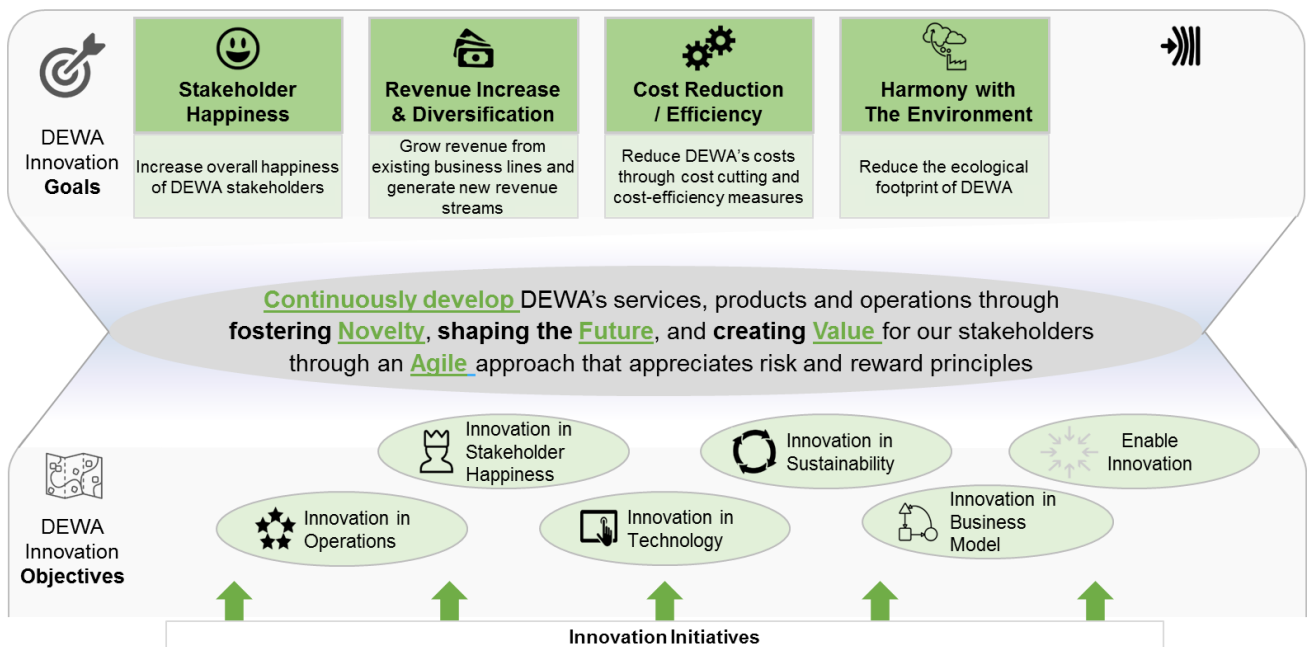 DEWA
Innovation
Goals
Stakeholder
Happiness
Increase overall happiness
of DEWA stakeholders
Revenue Increase
& Diversification
Grow revenue from
existing business lines and
generate new revenue
streams
Cost Reduction
/ Efficiency
Reduce DEWA's costs
through cost cutting and
cost-efficiency measures
Harmony with
The Environment
Reduce the ecological
footprint of DEWA
Continuously develop DEWA's services, products and operations through
fostering Novelty, shaping the Future, and creating Value for our stakeholders
through an Agile approach that appreciates risk and reward principles
DEWA
Innovation
Objectives
Innovation in
Operations
Innovation in
Stakeholder
Happiness
Innovation in
Technology
Innovation in
Sustainability
Innovation in
Business
Model
Enable
Innovation
Innovation Initiatives